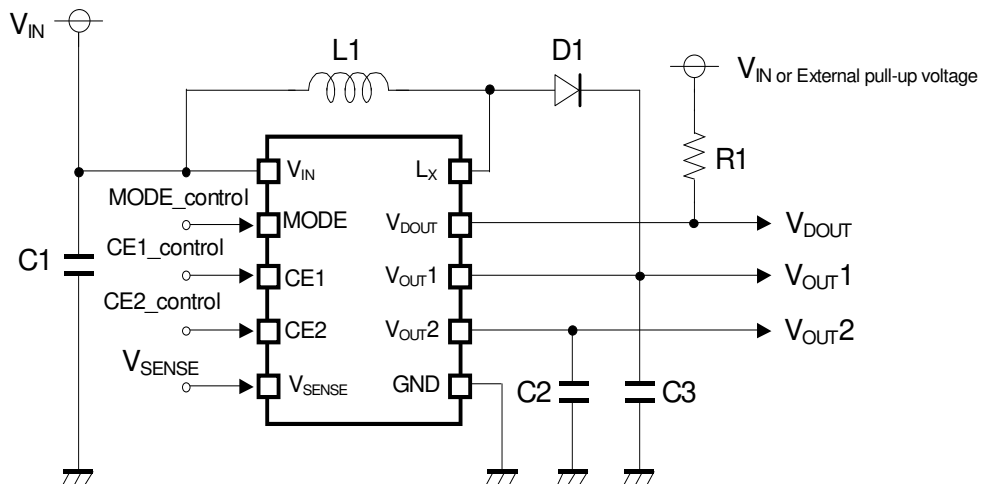 VIN
L1
D1
VIN or External pull-up voltage
R1
VIN
LX
MODE_control
MODE
VDOUT
VDOUT
C1
CE1_control
CE1
VOUT1
VOUT1
CE2_control
CE2
VOUT2
VOUT2
VSENSE
VSENSE
GND
C2
C3